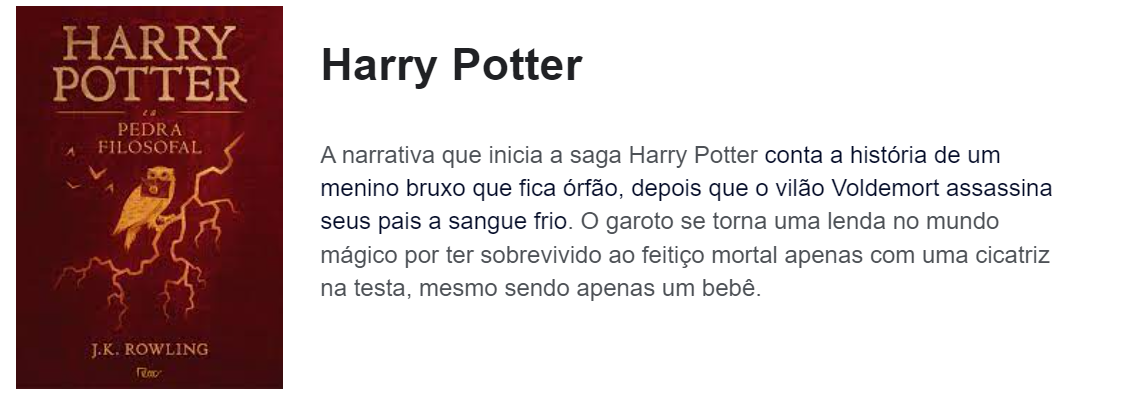 HARRY
POTTER
e a
PEDRA
FILOSOFAL
J.K. ROWLING
Harry Potter
A narrativa que inicia a saga Harry Potter conta a história de um
menino bruxo que fica órfão, depois que o vilão Voldemort assassina
seus pais a sangue frio. O garoto se torna uma lenda no mundo
mágico por ter sobrevivido ao feitiço mortal apenas com uma cicatriz
na testa, mesmo sendo apenas um bebê.